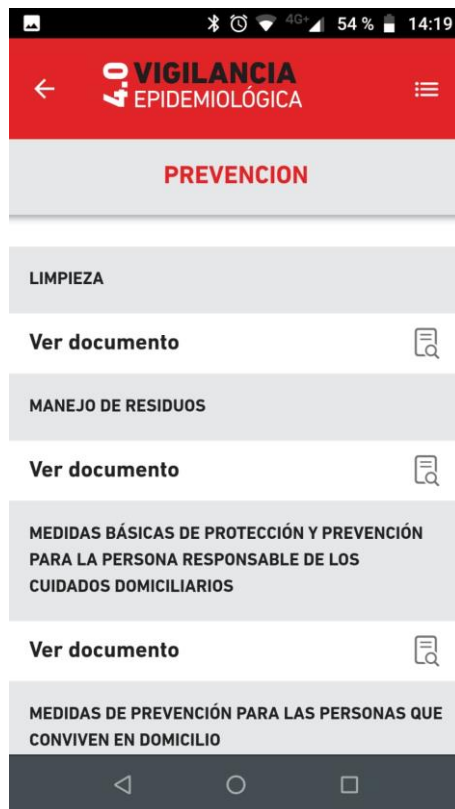 4G+ 54 % 14:19
4.0 VIGILANCIA
EPIDEMIOLÓGICA
PREVENCION
LIMPIEZA
Ver documento
MANEJO DE RESIDUOS
Ver documento
MEDIDAS BÁSICAS DE PROTECCIÓN Y PREVENCIÓN
PARA LA PERSONA RESPONSABLE DE LOS
CUIDADOS DOMICILIARIOS
Ver documento
MEDIDAS DE PREVENCIÓN PARA LAS PERSONAS QUE
CONVIVEN EN DOMICILIO